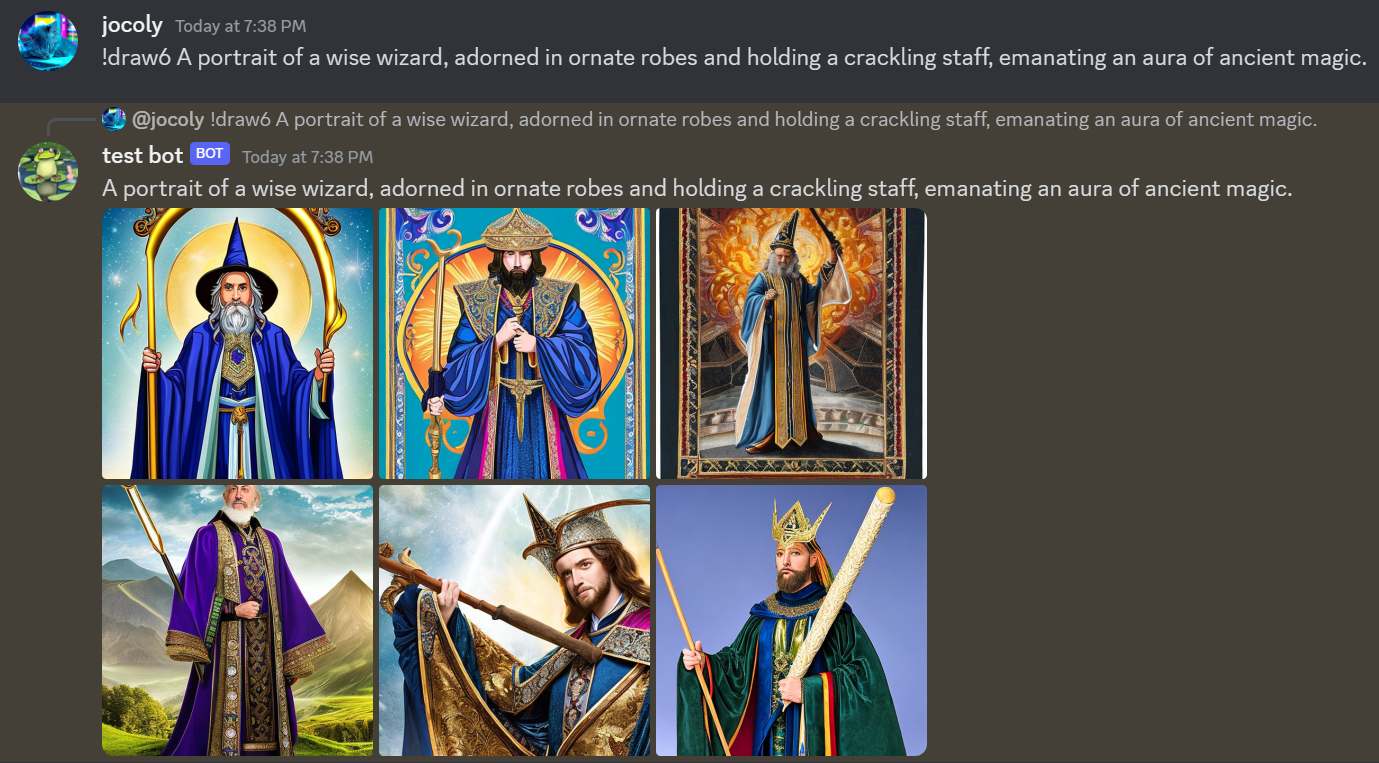 jocoly Today at 7:38 PM
!draw6 A portrait of a wise wizard, adorned in ornate robes and holding a crackling staff, emanating an aura of ancient magic.
@jocoly !draw6 A portrait of a wise wizard, adorned in ornate robes and holding a crackling staff, emanating an aura of ancient magic.
test bot BOT Today at 7:38 PM
A portrait of a wise wizard, adorned in ornate robes and holding a crackling staff, emanating an aura of ancient magic.